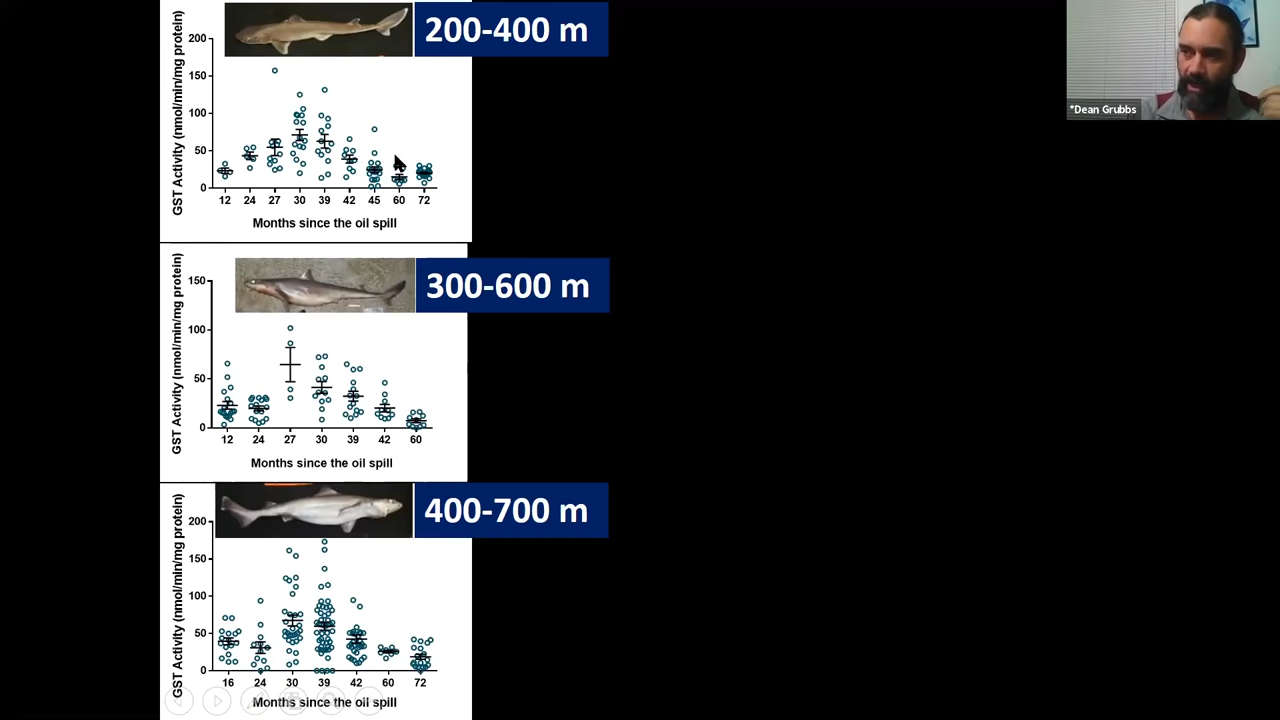 200-400 m
*Dean Grubbs
GST Activity (nmol/min/mg protein)
200
150
100
50
0
12 24 27 30 39 42 45 60 72
Months since the oil spill
300-600 m
GST Activity (nmol/min/mg protein)
150
100
50
0
12 24 27 30 39 42 60
Months since the oil spill
400-700 m
GST Activity (nmol/min/mg protein)
200
150
100
50
0
16 24 30 39 42 60 72
Months since the oil spill